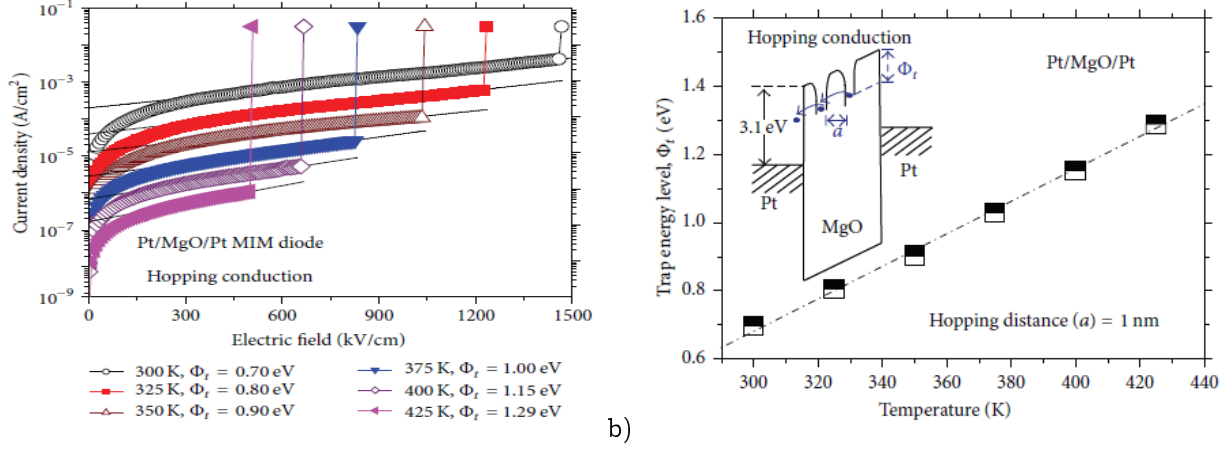 10⁻¹
10⁻³
10⁻⁵
10⁻⁷
10⁻⁹
Current density (A/cm²)
Pt/MgO/Pt MIM diode
Hopping conduction
0 300 600 900 1200 1500
Electric field (kV/cm)
300 K, Φt = 0.70 eV
325 K, Φt = 0.80 eV
350 K, Φt = 0.90 eV
375 K, Φt = 1.00 eV
400 K, Φt = 1.15 eV
425 K, Φt = 1.29 eV
b)
1.6
1.4
1.2
1.0
0.8
0.6
Trap energy level, Φt (eV)
Hopping conduction
Φt
3.1 eV
a
Pt
Pt
MgO
Pt/MgO/Pt
Hopping distance (a) = 1 nm
300 320 340 360 380 400 420 440
Temperature (K)